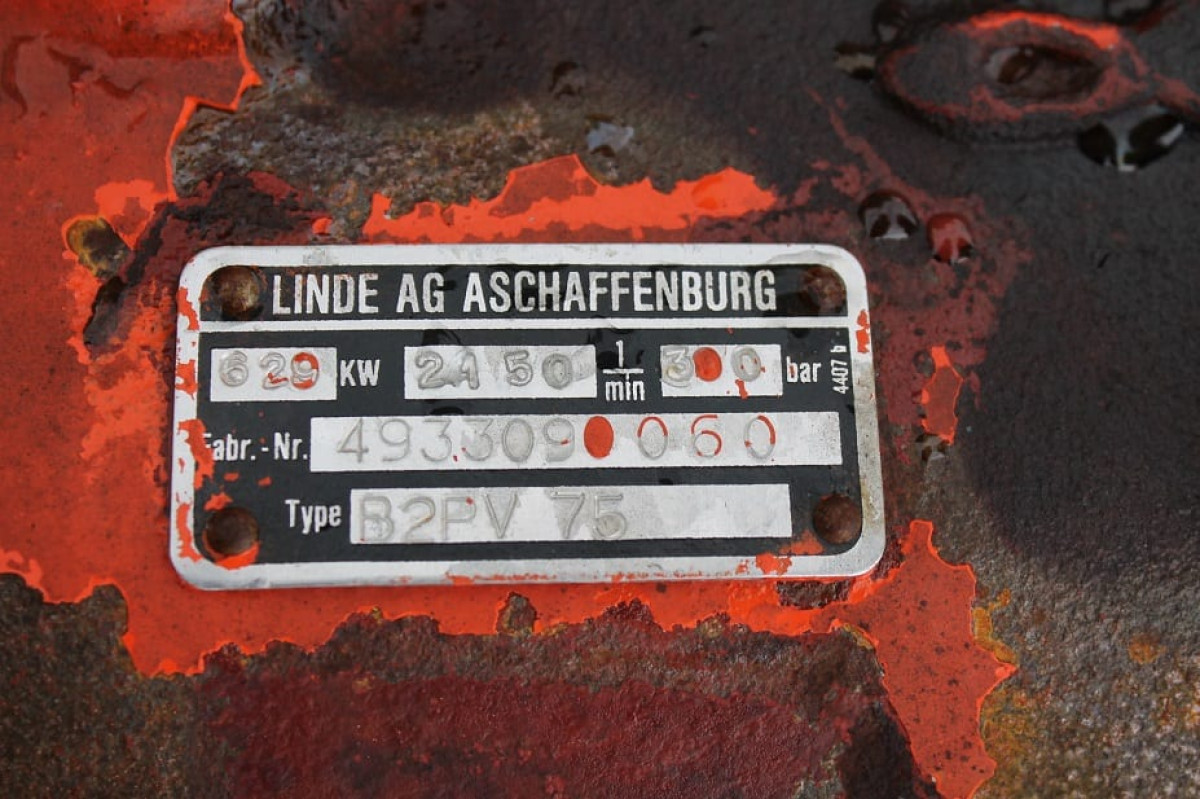 LINDE AG ASCHAFFENBURG
629 KW 2150 1/min 300 bar 4407 b
Fabr.-Nr. 493309 060
Type B2PV 75